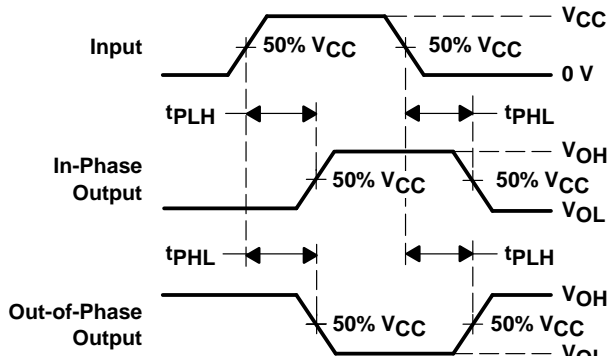 VCC
Input
50% VCC
50% VCC
0 V
tPLH
tPHL
VOH
In-Phase
Output
50% VCC
50% VCC
VOL
tPHL
tPLH
VOH
Out-of-Phase
Output
50% VCC
50% VCC
VOL